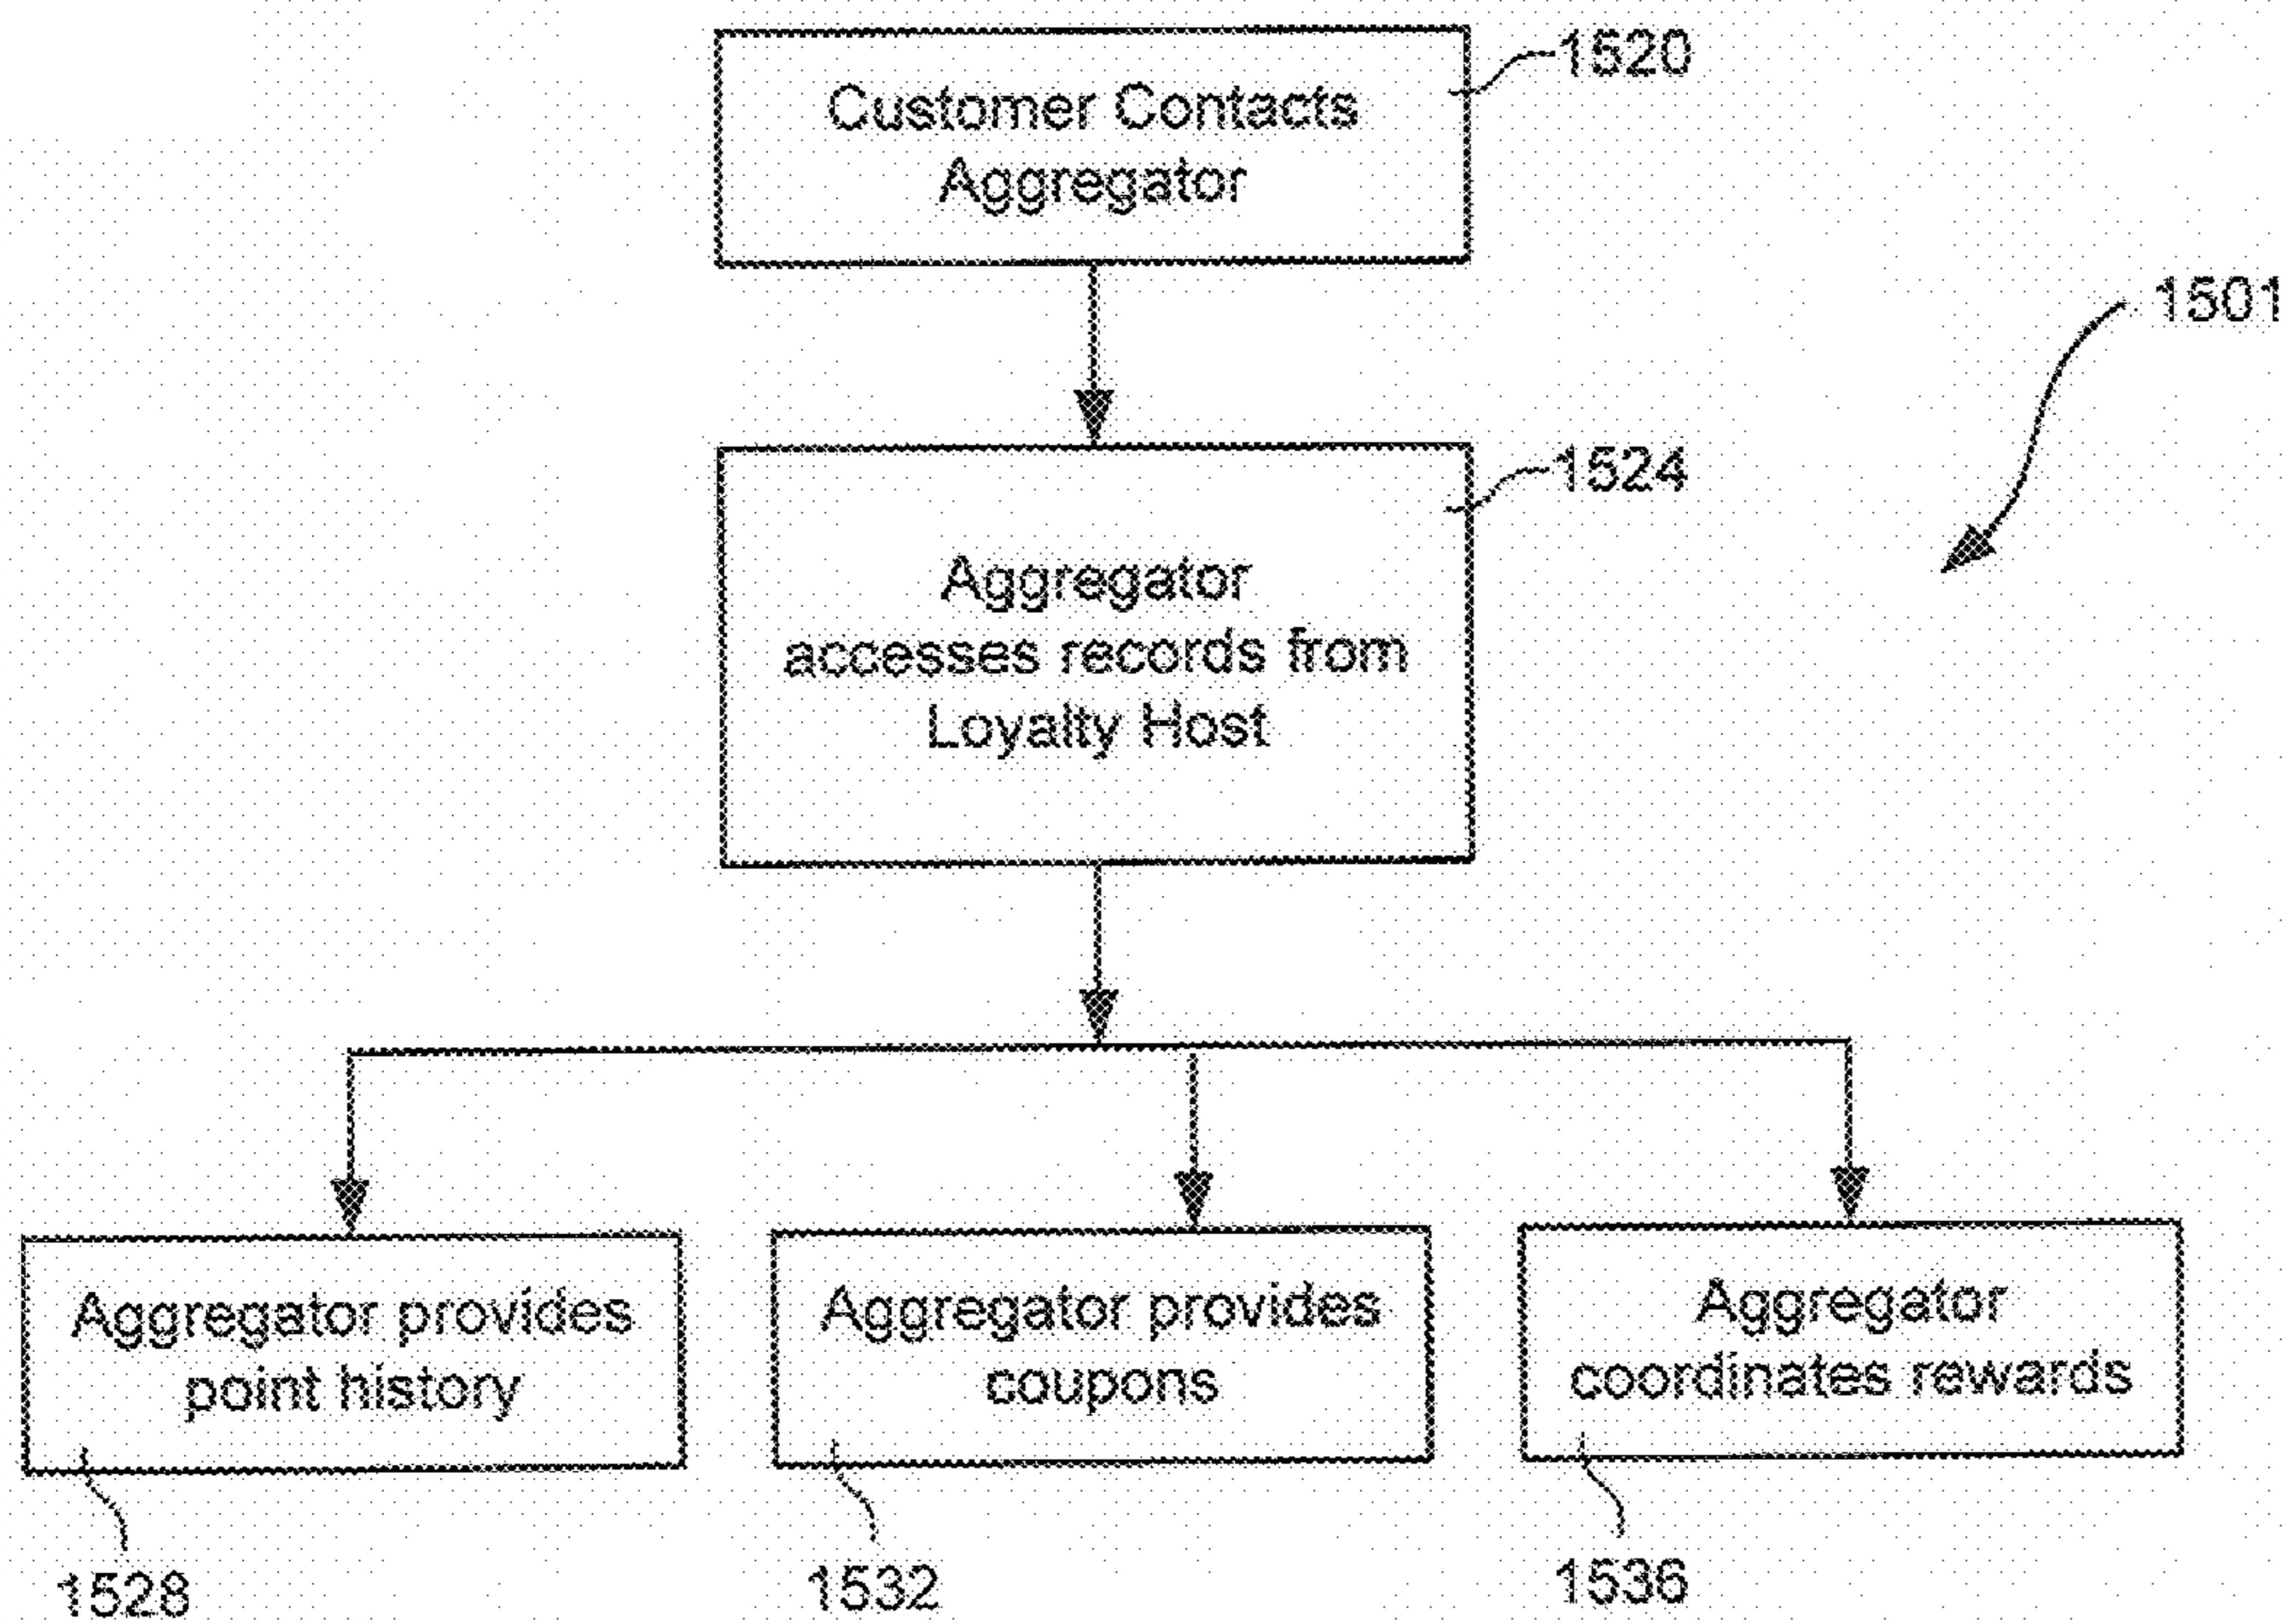 Customer Contacts
Aggregator
1520
1501
Aggregator
accesses records from
Loyalty Host
1524
Aggregator provides
point history
1528
Aggregator provides
coupons
1532
Aggregator
coordinates rewards
1536